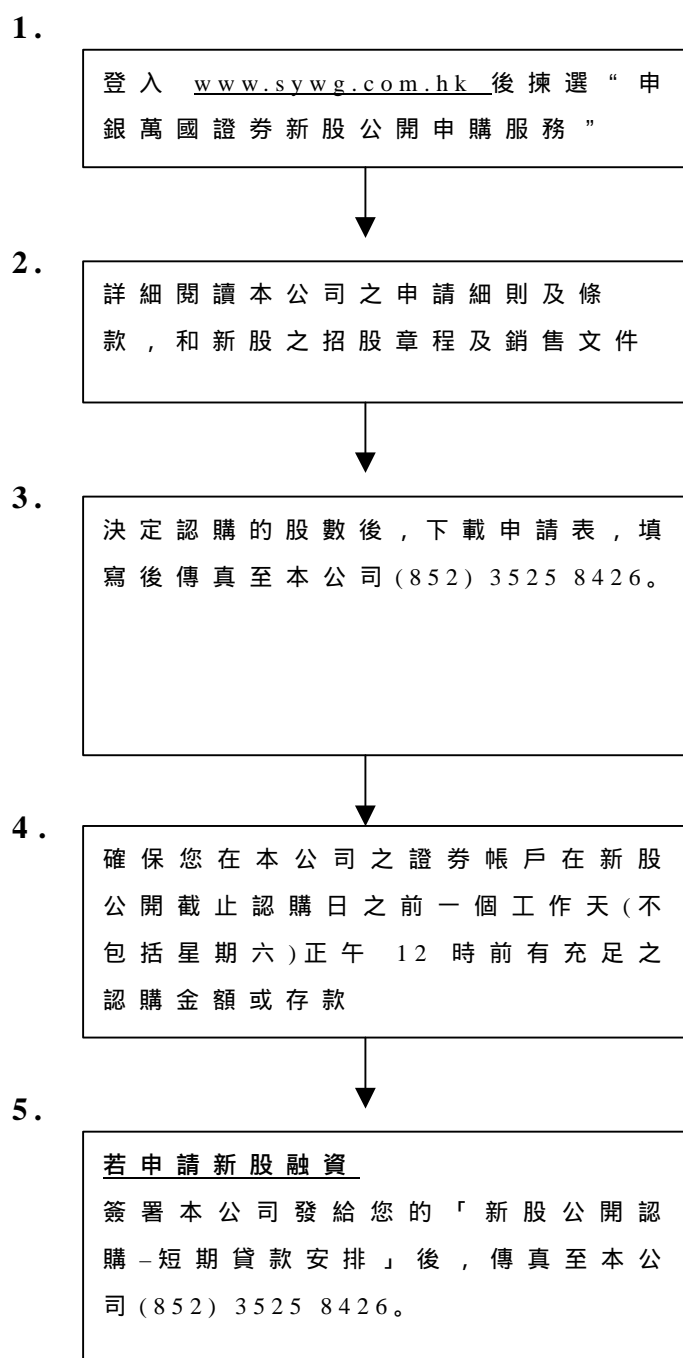 1.
登入 www.sywg.com.hk 後揀選“申
銀萬國證券新股公開申購服務”
2.
詳細閱讀本公司之申請細則及條
款,和新股之招股章程及銷售文件
3.
決定認購的股數後,下載申請表,填
寫後傳真至本公司(852) 3525 8426。
4.
確保您在本公司之證券帳戶在新股
公開截止認購日之前一個工作天(不
包括星期六)正午 12 時前有充足之
認購金額或存款
5.
若申請新股融資
簽署本公司發給您的「新股公開認
購–短期貸款安排」後,傳真至本公
司(852) 3525 8426。